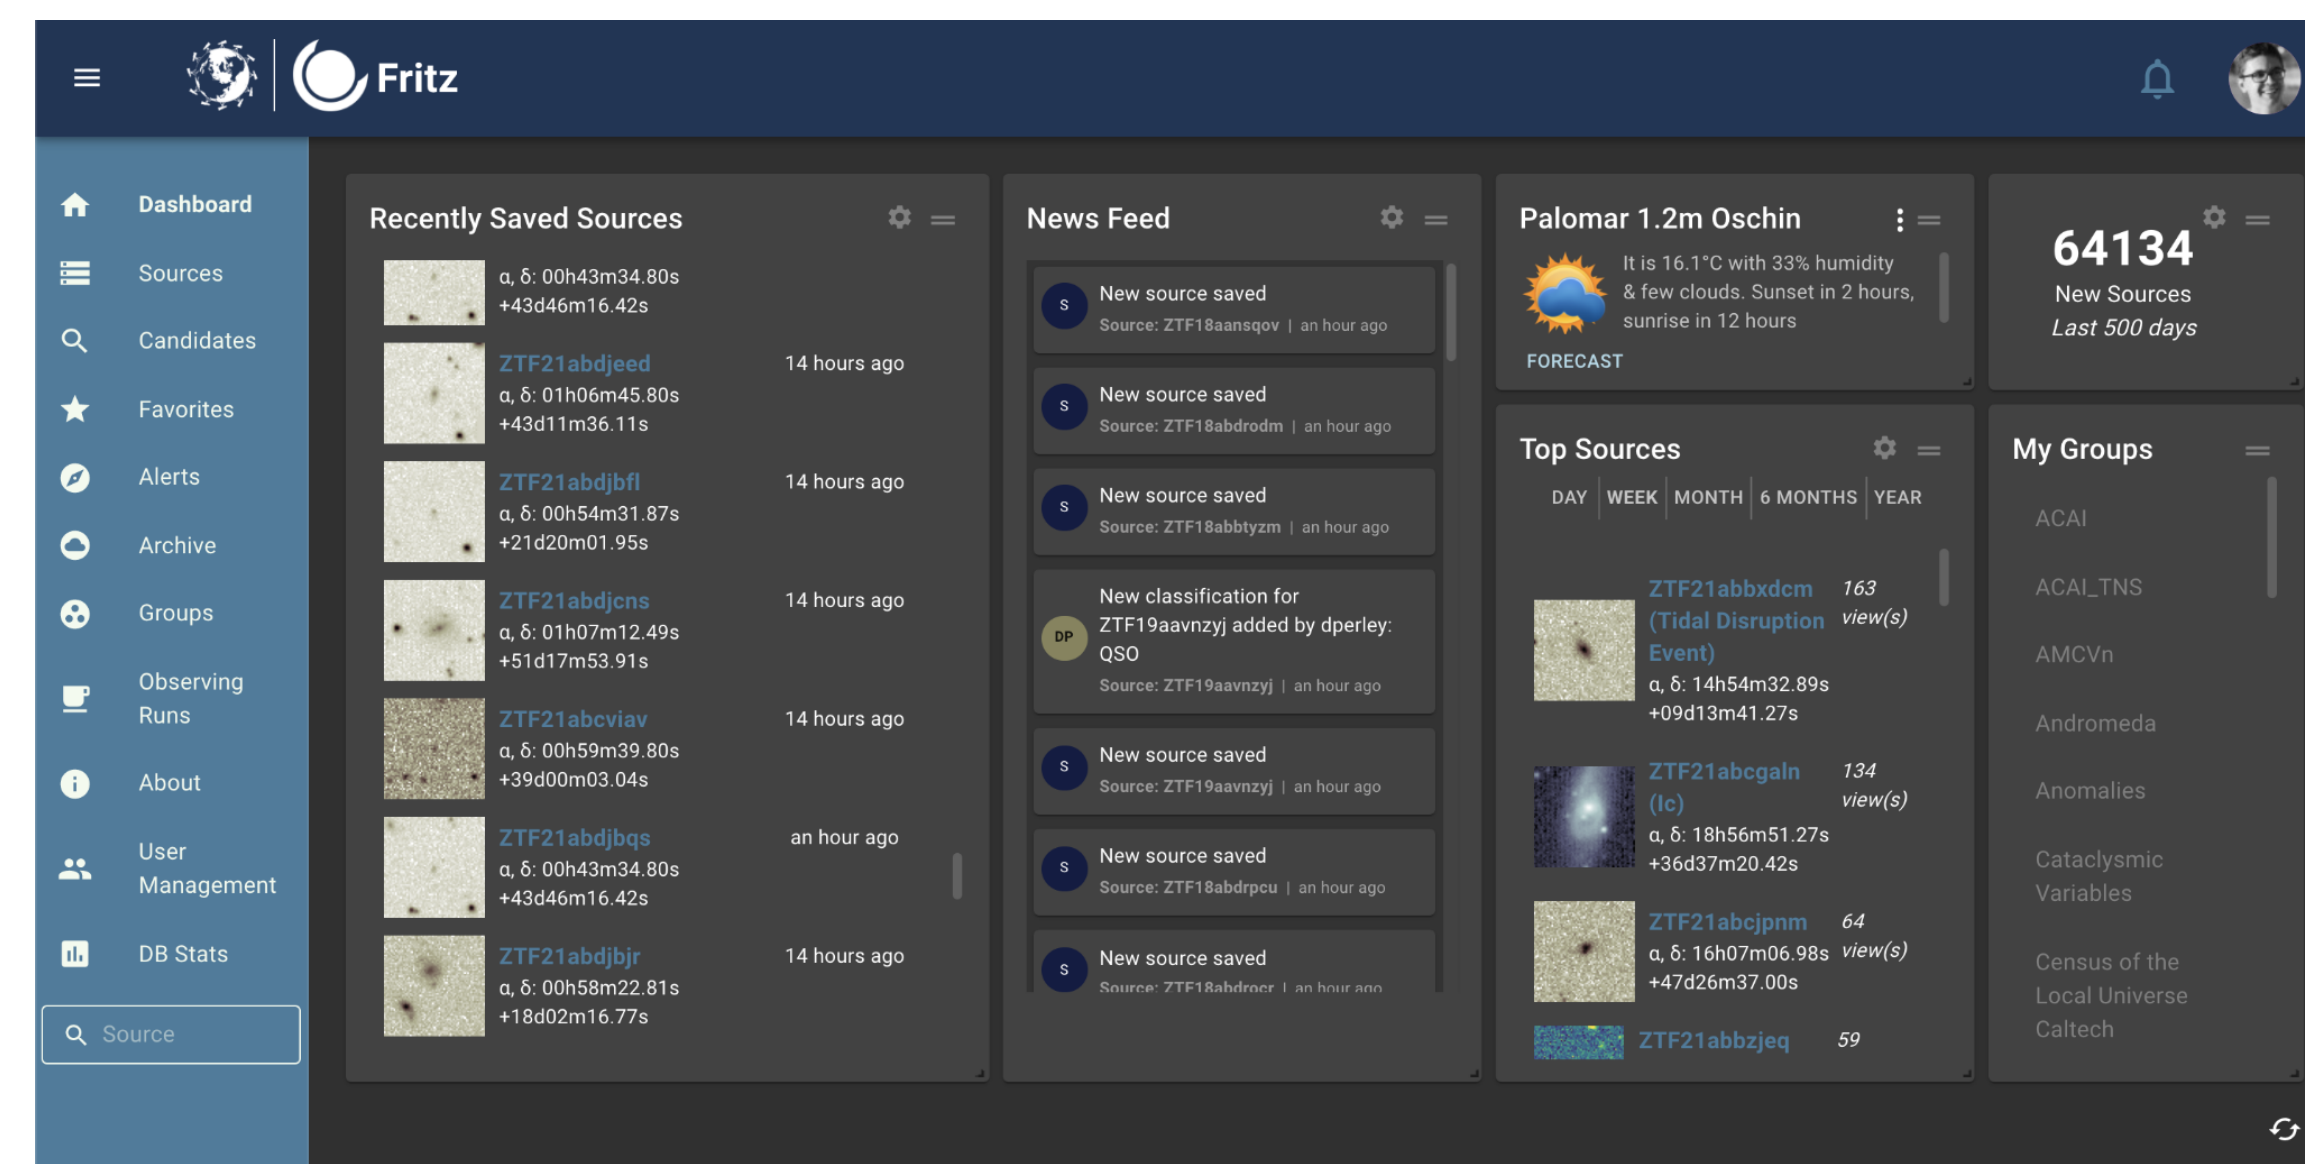 Fritz
Dashboard
Sources
Candidates
Favorites
Alerts
Archive
Groups
Observing
Runs
About
User
Management
DB Stats
Source
Recently Saved Sources
α, δ: 00h43m34.80s
+43d46m16.42s
ZTF21abdjeed 14 hours ago
α, δ: 01h06m45.80s
+43d11m36.11s
ZTF21abdjbfl 14 hours ago
α, δ: 00h54m31.87s
+21d20m01.95s
ZTF21abdjcns 14 hours ago
α, δ: 01h07m12.49s
+51d17m53.91s
ZTF21abcviav 14 hours ago
α, δ: 00h59m39.80s
+39d00m03.04s
ZTF21abdjbqs an hour ago
α, δ: 00h43m34.80s
+43d46m16.42s
ZTF21abdjbjr 14 hours ago
α, δ: 00h58m22.81s
+18d02m16.77s
News Feed
S
New source saved
Source: ZTF18aansqov | an hour ago
S
New source saved
Source: ZTF18abdrodm | an hour ago
S
New source saved
Source: ZTF18abbtyzm | an hour ago
DP
New classification for
ZTF19aavnzyj added by dperley:
QSO
Source: ZTF19aavnzyj | an hour ago
S
New source saved
Source: ZTF19aavnzyj | an hour ago
S
New source saved
Source: ZTF18abdrpcu | an hour ago
S
New source saved
Source: ZTF18abdrocr | an hour ago
Palomar 1.2m Oschin
It is 16.1°C with 33% humidity
& few clouds. Sunset in 2 hours,
sunrise in 12 hours
FORECAST
64134
New Sources
Last 500 days
Top Sources
DAY WEEK MONTH 6 MONTHS YEAR
ZTF21abbxdcm 163
(Tidal Disruption view(s)
Event)
α, δ: 14h54m32.89s
+09d13m41.27s
ZTF21abcgaln 134
(Ic) view(s)
α, δ: 18h56m51.27s
+36d37m20.42s
ZTF21abcjpnm 64
α, δ: 16h07m06.98s view(s)
+47d26m37.00s
ZTF21abbzjeq 59
My Groups
ACAI
ACAI_TNS
AMCVn
Andromeda
Anomalies
Cataclysmic
Variables
Census of the
Local Universe
Caltech